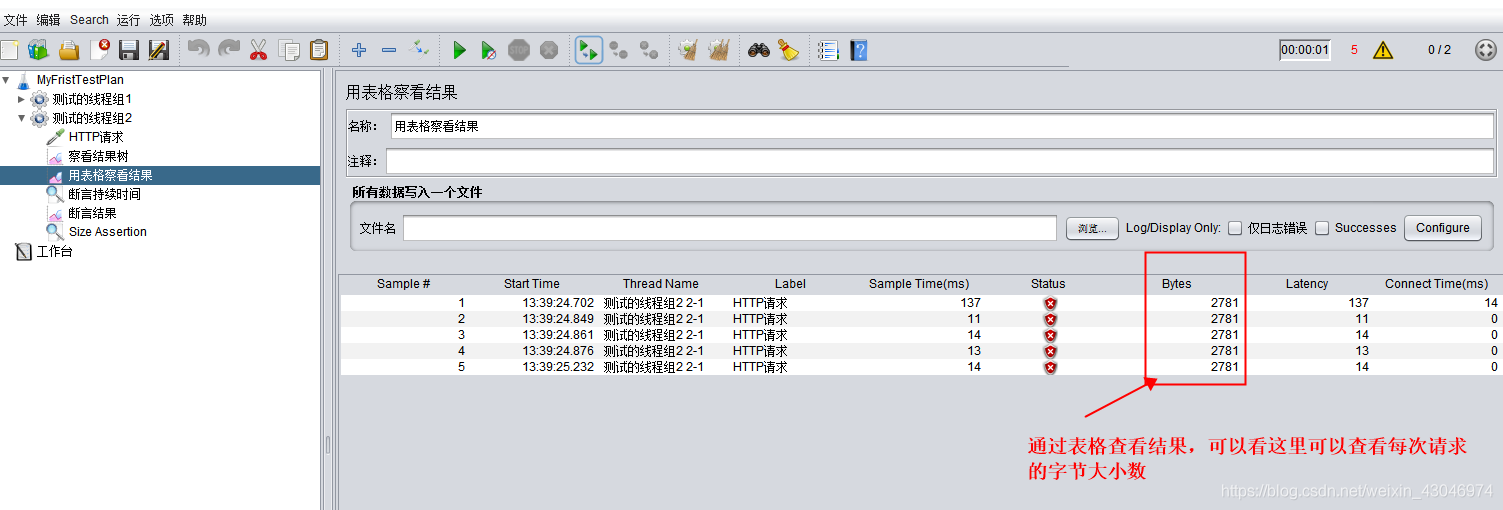 文件 编辑 Search 运行 选项 帮助
STOP 00:00:01 5 0 / 2
MyFristTestPlan
测试的线程组1
测试的线程组2
HTTP请求
察看结果树
用表格察看结果
断言持续时间
断言结果
Size Assertion
工作台
用表格察看结果
名称： 用表格察看结果
注释：
所有数据写入一个文件
文件名 浏览... Log/Display Only: 仅日志错误 Successes Configure
Sample # Start Time Thread Name Label Sample Time(ms) Status Bytes Latency Connect Time(ms)
1 13:39:24.702 测试的线程组2 2-1 HTTP请求 137 2781 137 14
2 13:39:24.849 测试的线程组2 2-1 HTTP请求 11 2781 11 0
3 13:39:24.861 测试的线程组2 2-1 HTTP请求 14 2781 14 0
4 13:39:24.876 测试的线程组2 2-1 HTTP请求 13 2781 13 0
5 13:39:25.232 测试的线程组2 2-1 HTTP请求 14 2781 14 0
通过表格查看结果，可以看这里可以查看每次请求
的字节大小数
https://blog.csdn.net/weixin_43046974